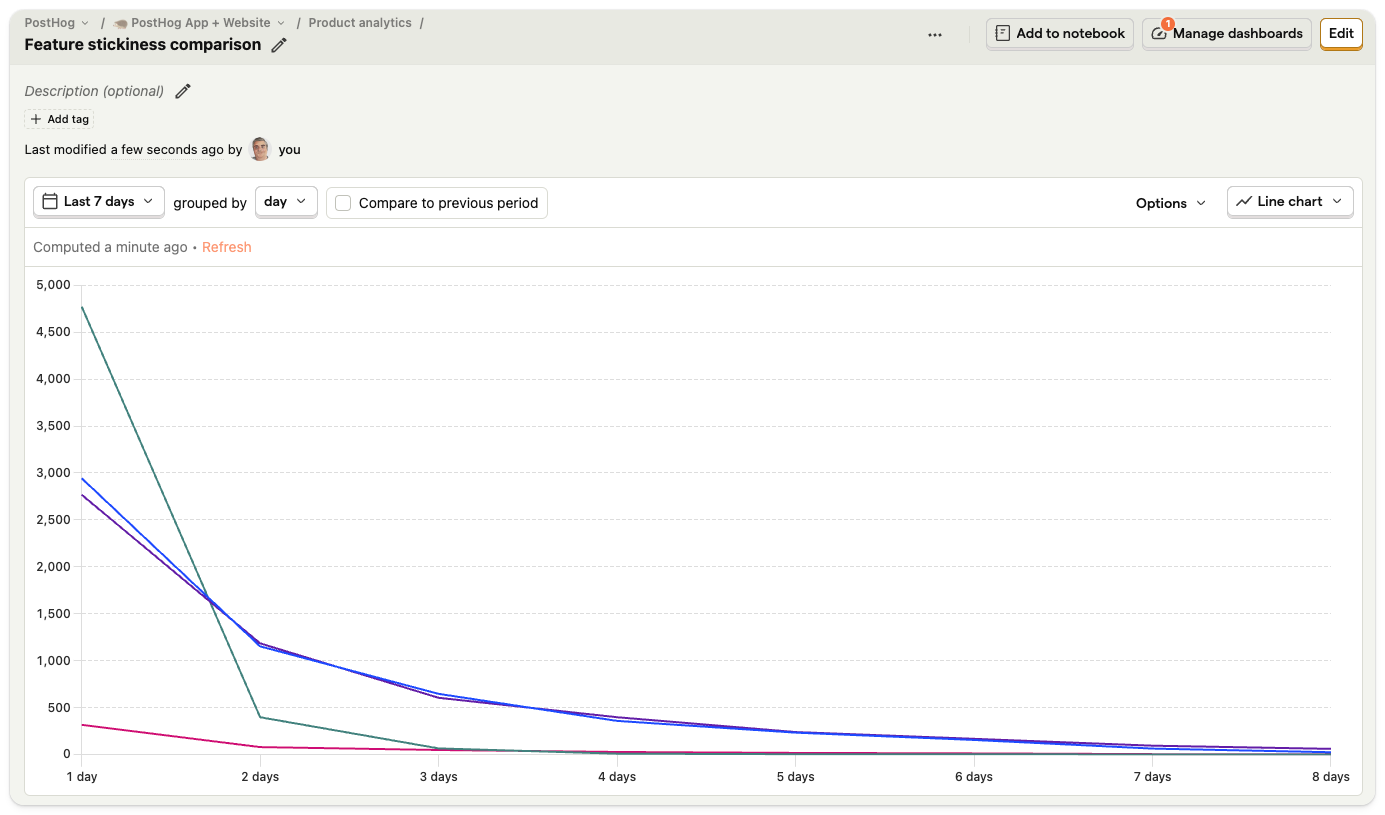 PostHog / PostHog App + Website / Product analytics /
Feature stickiness comparison
Add to notebook
1
Manage dashboards
Edit
Description (optional)
Add tag
Last modified a few seconds ago by you
Last 7 days grouped by day Compare to previous period
Options
Line chart
Computed a minute ago • Refresh
5,000
4,500
4,000
3,500
3,000
2,500
2,000
1,500
1,000
500
0
1 day 2 days 3 days 4 days 5 days 6 days 7 days 8 days